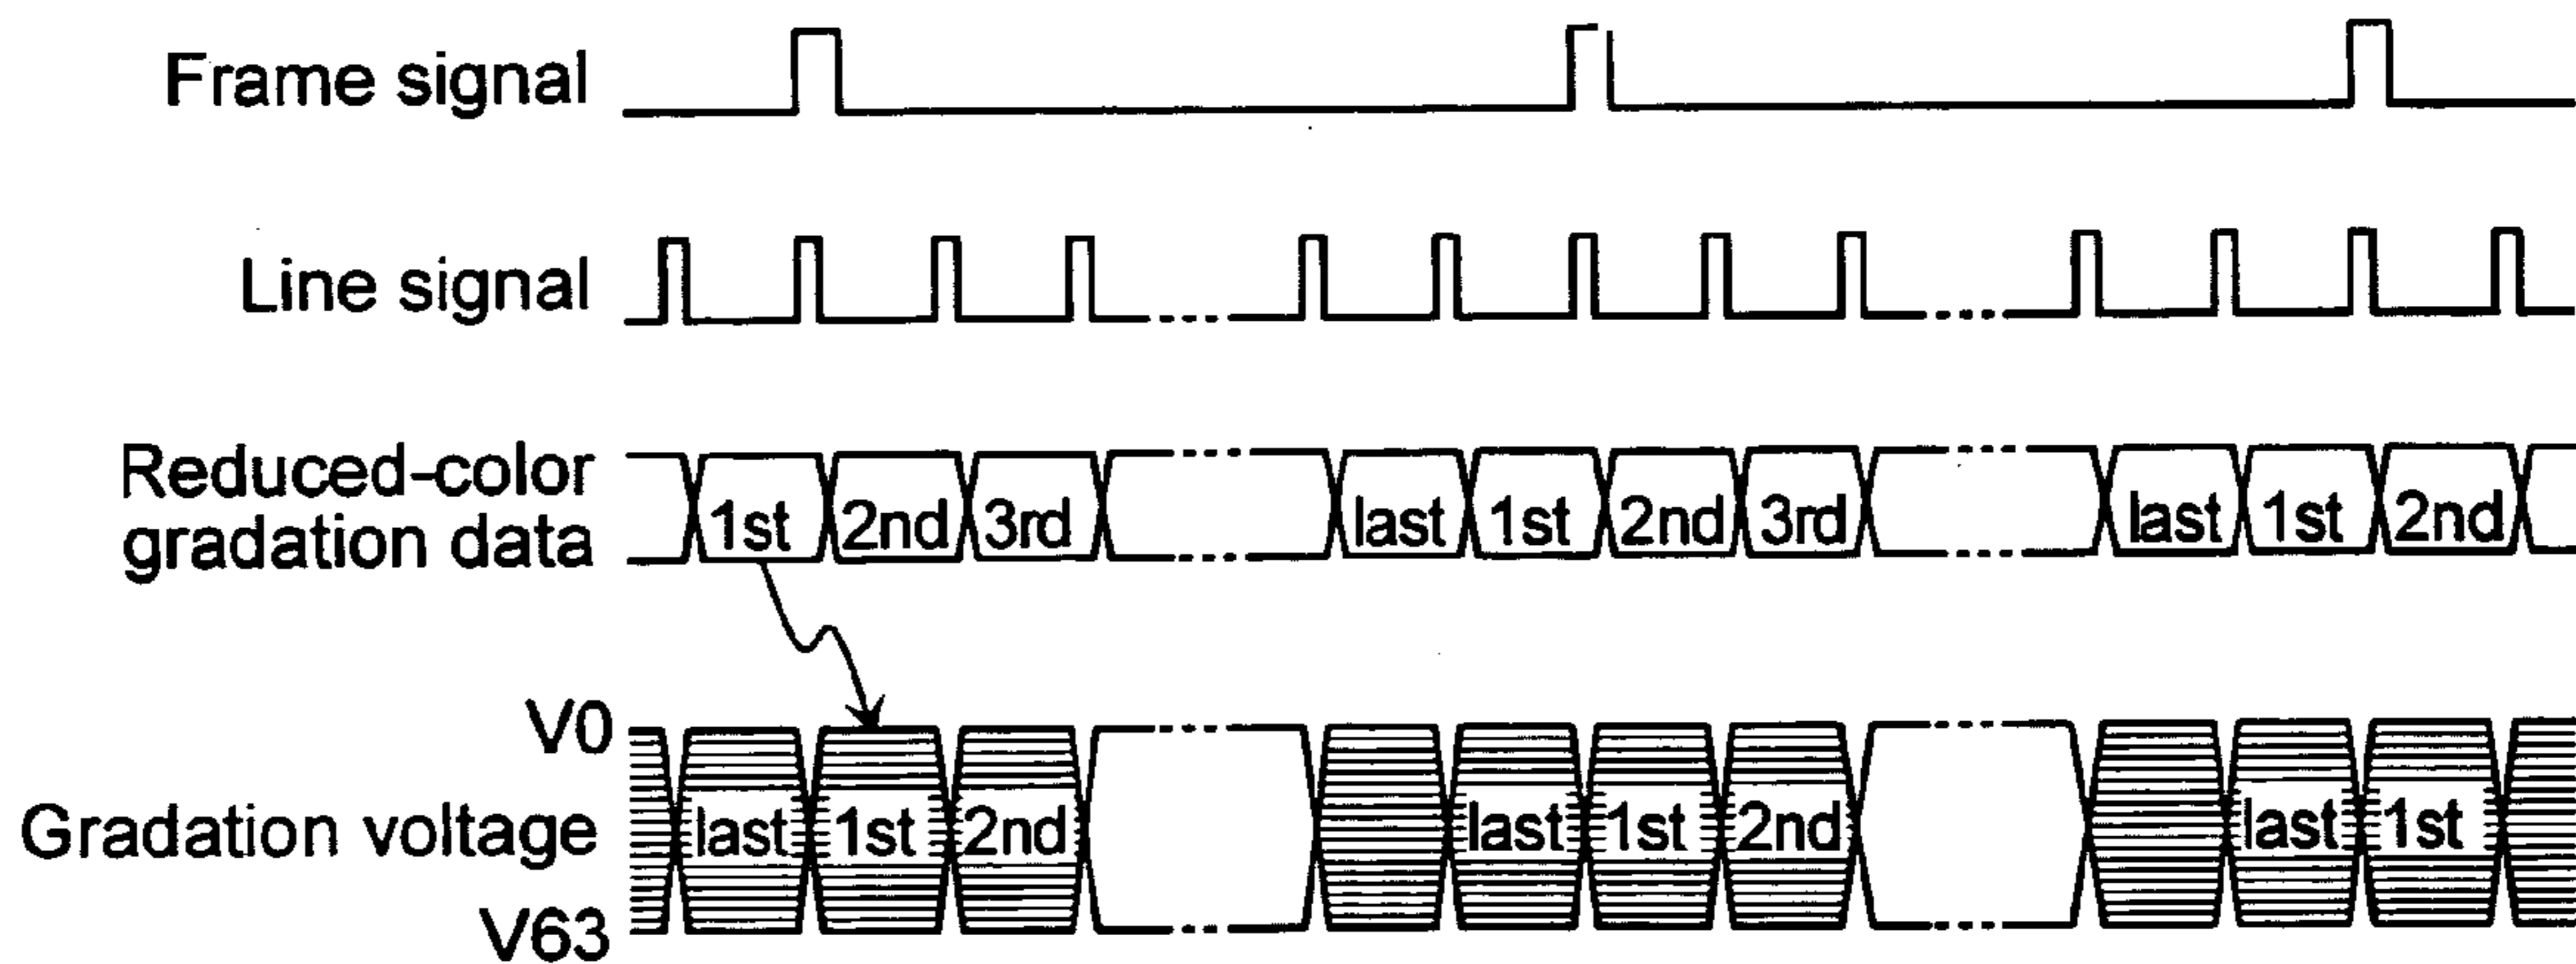 Frame signal
Line signal
Reduced-color
gradation data
1st 2nd 3rd last 1st 2nd 3rd last 1st 2nd
V0
Gradation voltage
last 1st 2nd last 1st 2nd last 1st
V63